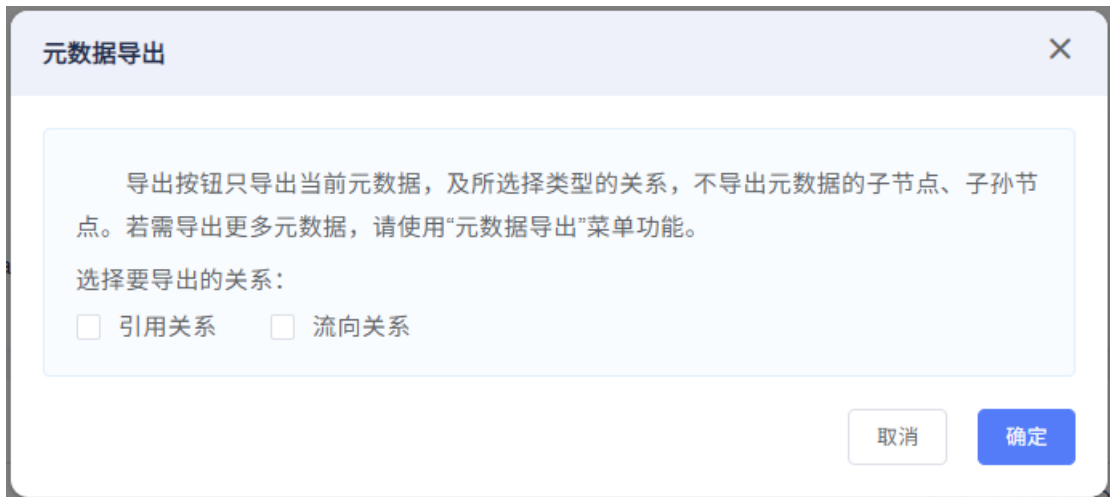 元数据导出
导出按钮只导出当前元数据，及所选择类型的关系，不导出元数据的子节点、子孙节
点。若需导出更多元数据，请使用“元数据导出”菜单功能。
选择要导出的关系：
引用关系 流向关系
取消 确定